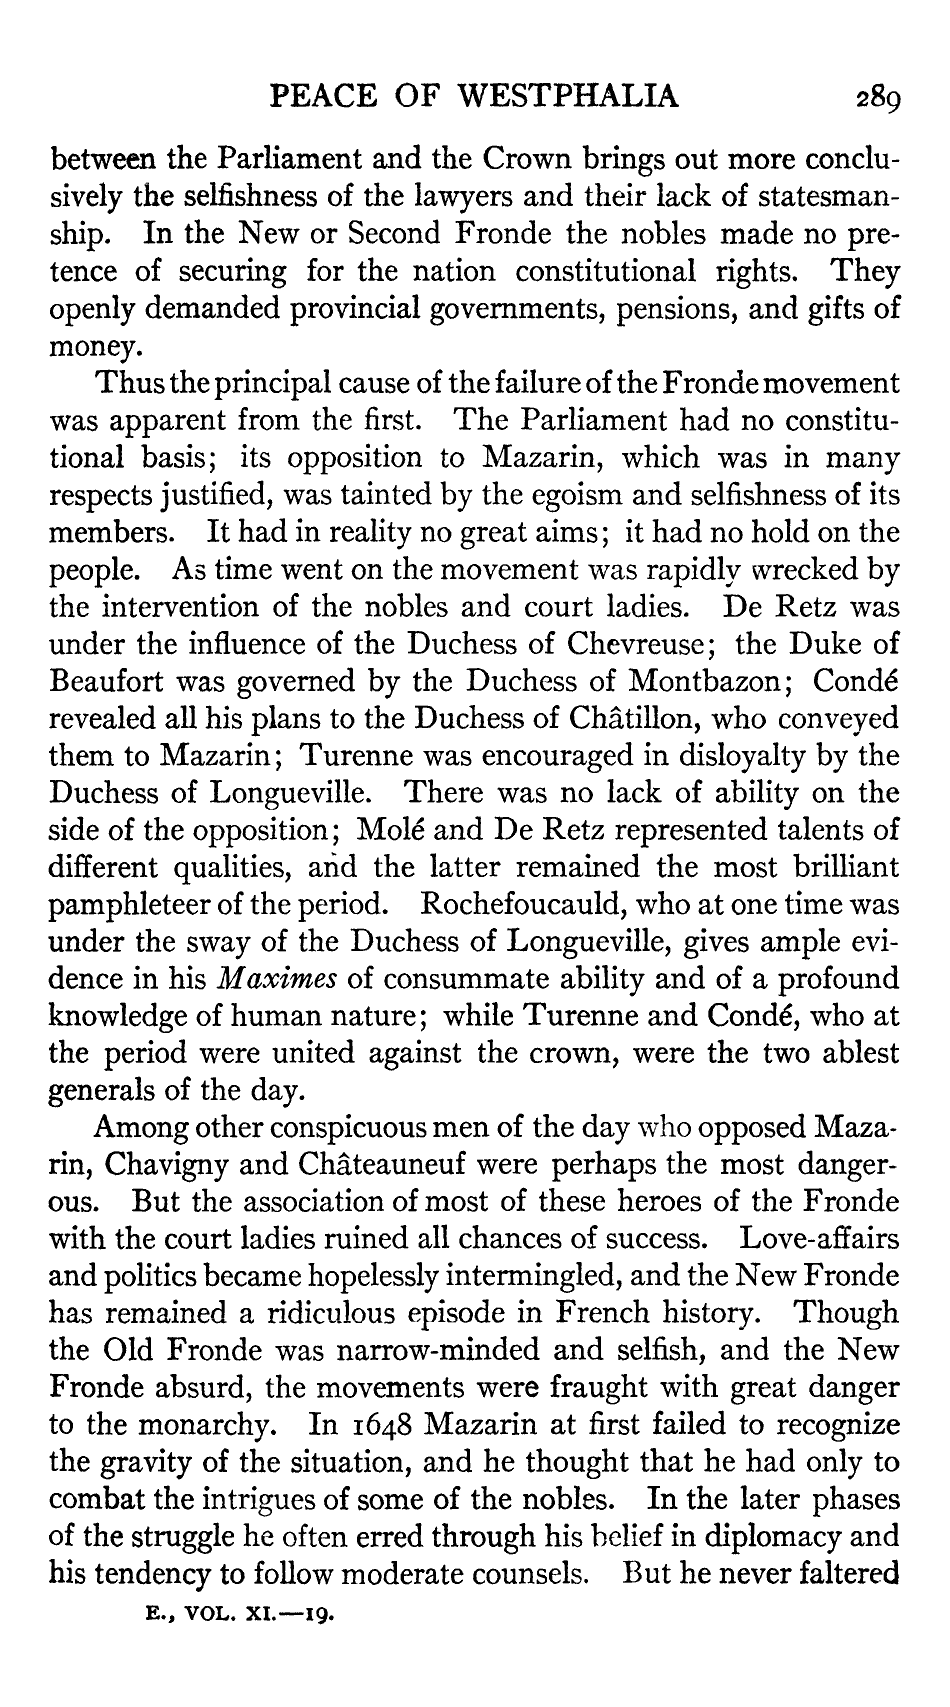 PEACE OF WESTPHALIA 289
between the Parliament and the Crown brings out more conclu-
sively the selfishness of the lawyers and their lack of statesman-
ship. In the New or Second Fronde the nobles made no pre-
tence of securing for the nation constitutional rights. They
openly demanded provincial governments, pensions, and gifts of
money.
Thus the principal cause of the failure of the Fronde movement
was apparent from the first. The Parliament had no constitu-
tional basis; its opposition to Mazarin, which was in many
respects justified, was tainted by the egoism and selfishness of its
members. It had in reality no great aims; it had no hold on the
people. As time went on the movement was rapidly wrecked by
the intervention of the nobles and court ladies. De Retz was
under the influence of the Duchess of Chevreuse; the Duke of
Beaufort was governed by the Duchess of Montbazon; Condé
revealed all his plans to the Duchess of Châtillon, who conveyed
them to Mazarin; Turenne was encouraged in disloyalty by the
Duchess of Longueville. There was no lack of ability on the
side of the opposition; Molé and De Retz represented talents of
different qualities, and the latter remained the most brilliant
pamphleteer of the period. Rochefoucauld, who at one time was
under the sway of the Duchess of Longueville, gives ample evi-
dence in his Maximes of consummate ability and of a profound
knowledge of human nature; while Turenne and Condé, who at
the period were united against the crown, were the two ablest
generals of the day.
Among other conspicuous men of the day who opposed Maza-
rin, Chavigny and Châteauneuf were perhaps the most danger-
ous. But the association of most of these heroes of the Fronde
with the court ladies ruined all chances of success. Love-affairs
and politics became hopelessly intermingled, and the New Fronde
has remained a ridiculous episode in French history. Though
the Old Fronde was narrow-minded and selfish, and the New
Fronde absurd, the movements were fraught with great danger
to the monarchy. In 1648 Mazarin at first failed to recognize
the gravity of the situation, and he thought that he had only to
combat the intrigues of some of the nobles. In the later phases
of the struggle he often erred through his belief in diplomacy and
his tendency to follow moderate counsels. But he never faltered
E., VOL. XI.—19.